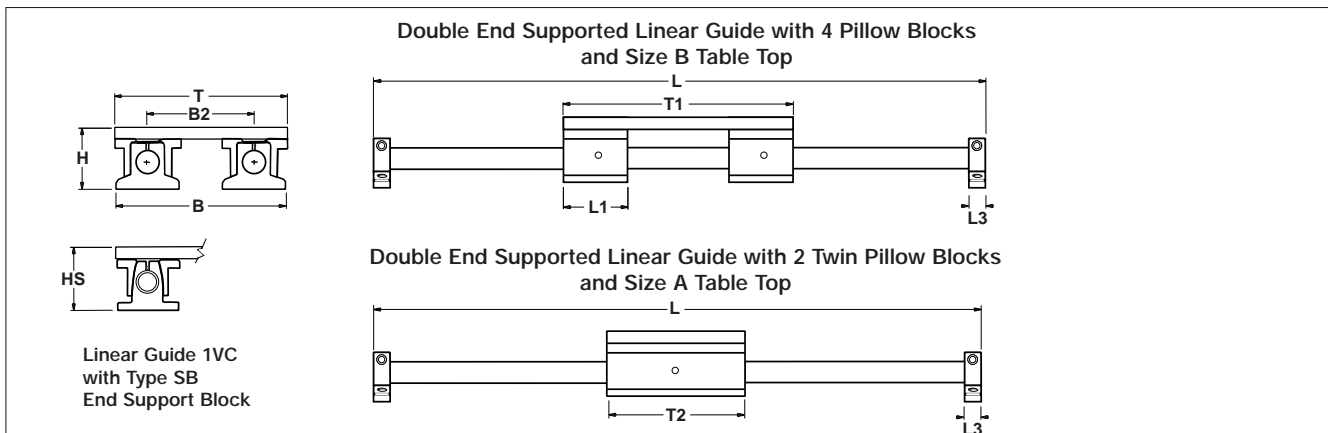 Double End Supported Linear Guide with 4 Pillow Blocks
and Size B Table Top
L
T
T1
B2
H
B
L1
L3
HS
Double End Supported Linear Guide with 2 Twin Pillow Blocks
and Size A Table Top
L
Linear Guide 1VC
with Type SB
End Support Block
T2
L3